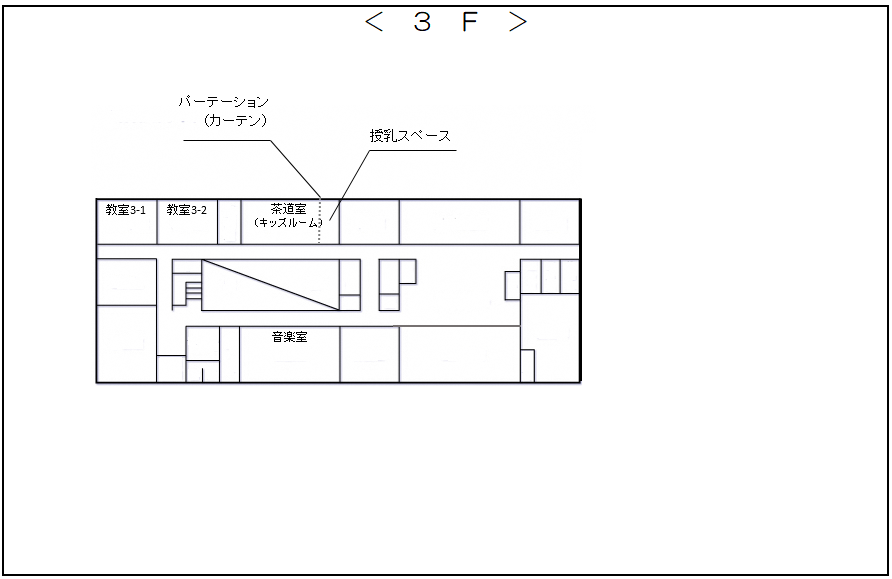 ＜　３　Ｆ　＞
パーテーション
（カーテン）
授乳スペース
教室3-1
教室3-2
茶道室
（キッズルーム）
音楽室